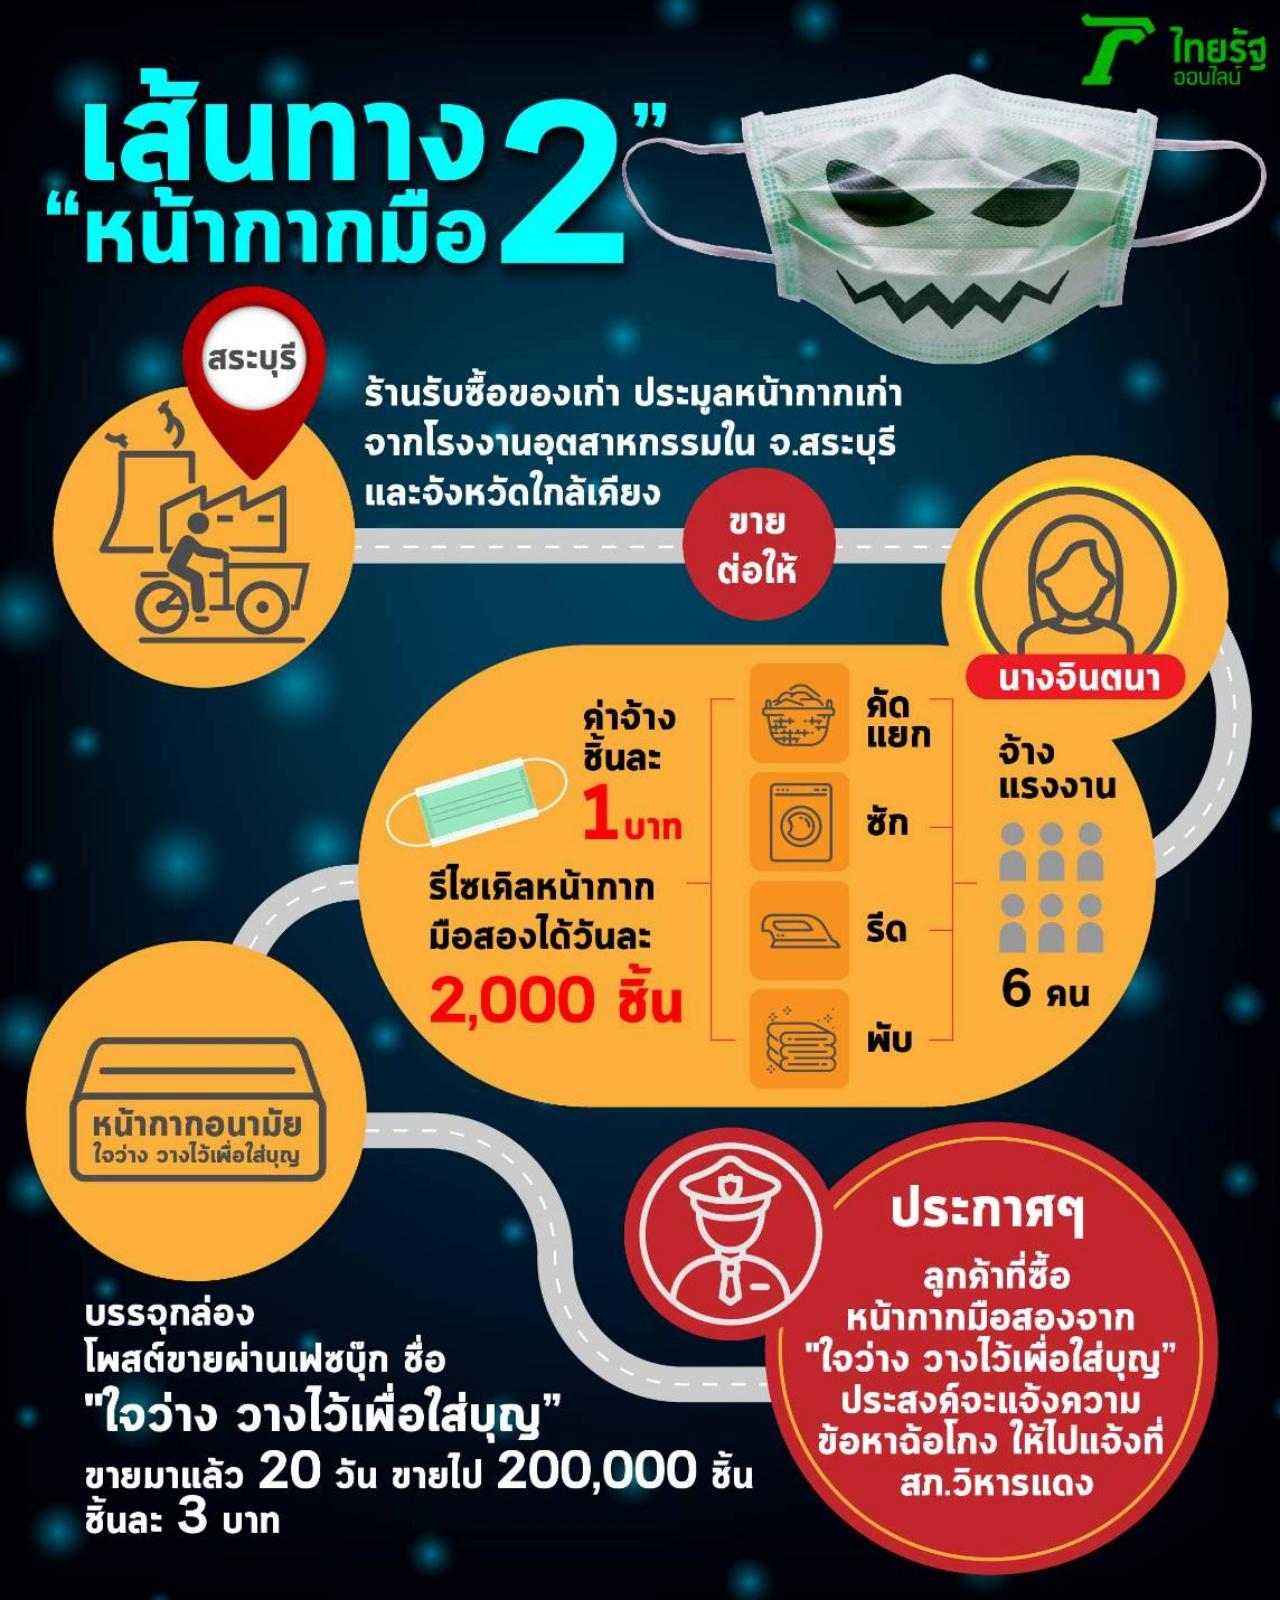 ไทยรัฐ
ออนไลน์
เส้นทาง
“หน้ากากมือ 2”
สระบุรี
ร้านรับซื้อของเก่า ประมูลหน้ากากเก่า
จากโรงงานอุตสาหกรรมใน จ.สระบุรี
และจังหวัดใกล้เคียง
ขาย
ต่อให้
นางจินตนา
จ้าง
แรงงาน
6 คน
คัด
แยก
ซัก
รีด
พับ
ค่าจ้าง
ชิ้นละ
1 บาท
รีไซเคิลหน้ากาก
มือสองได้วันละ
2,000 ชิ้น
หน้ากากอนามัย
ใจว่าง วางไว้เพื่อใส่บุญ
บรรจุกล่อง
โพสต์ขายผ่านเฟซบุ๊ก ชื่อ
"ใจว่าง วางไว้เพื่อใส่บุญ”
ขายมาแล้ว 20 วัน ขายไป 200,000 ชิ้น
ชิ้นละ 3 บาท
ประกาศๆ
ลูกค้าที่ซื้อ
หน้ากากมือสองจาก
"ใจว่าง วางไว้เพื่อใส่บุญ”
ประสงค์จะแจ้งความ
ข้อหาฉ้อโกง ให้ไปแจ้งที่
สภ.วิหารแดง